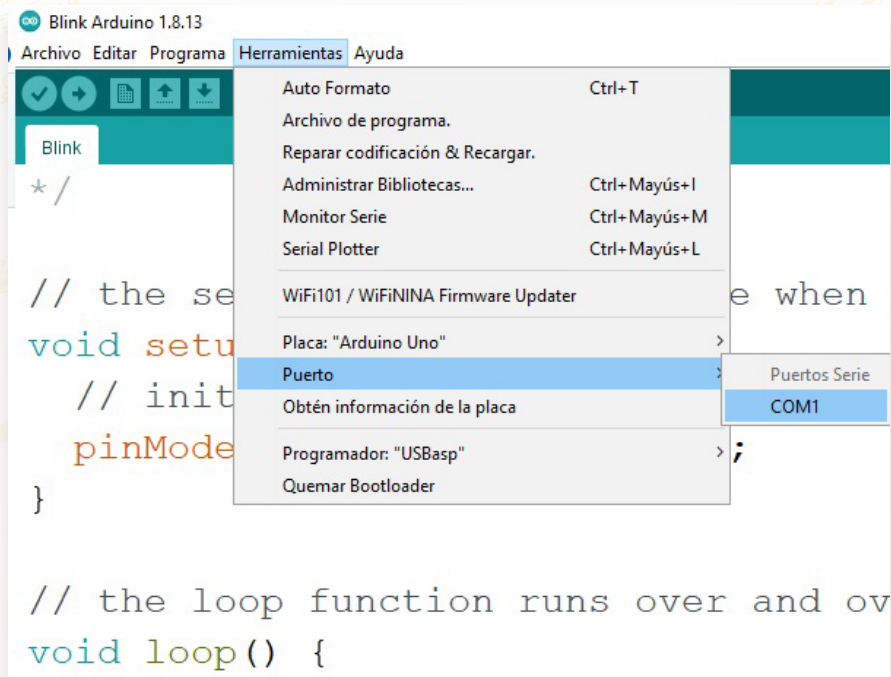 Blink Arduino 1.8.13
Archivo Editar Programa Herramientas Ayuda
Blink
Auto Formato Ctrl+T
Archivo de programa.
Reparar codificación & Recargar.
Administrar Bibliotecas... Ctrl+Mayús+I
Monitor Serie Ctrl+Mayús+M
Serial Plotter Ctrl+Mayús+L
WiFi101 / WiFiNINA Firmware Updater
Placa: "Arduino Uno" >
Puerto >
Puertos Serie
COM1
Obtén información de la placa
Programador: "USBasp" >
Quemar Bootloader
*/
// the se e when
void setu
// init
pinMode ;
}
// the loop function runs over and ov
void loop() {